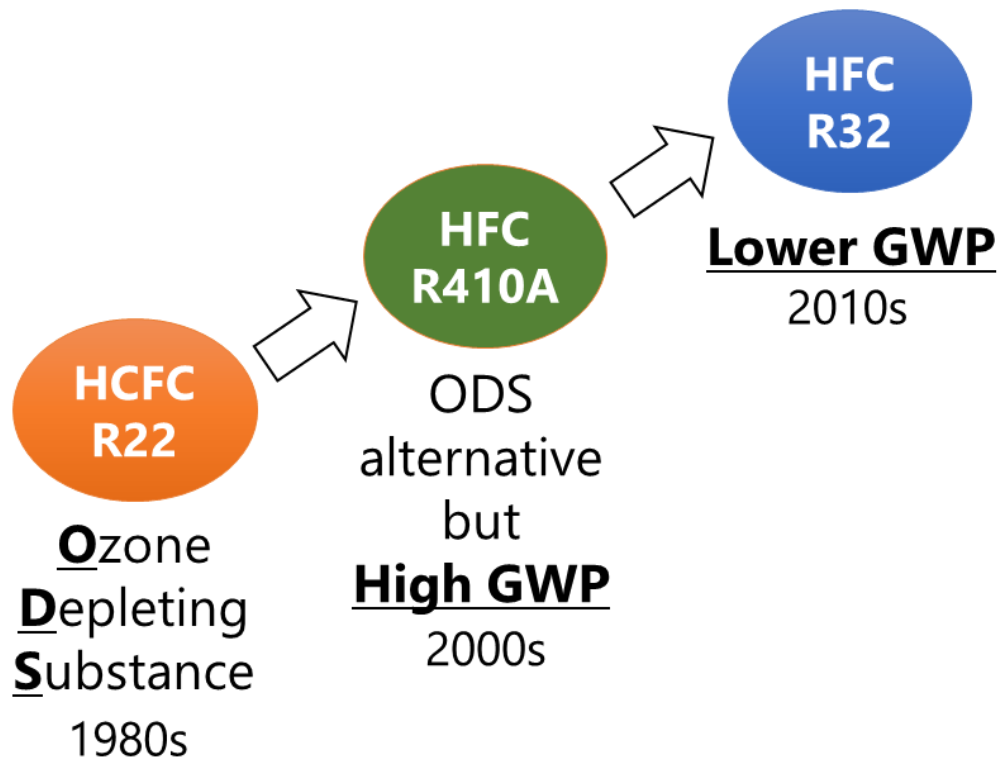 HCFC
R22
Ozone
Depleting
Substance
1980s
HFC
R410A
ODS
alternative
but
High GWP
2000s
HFC
R32
Lower GWP
2010s